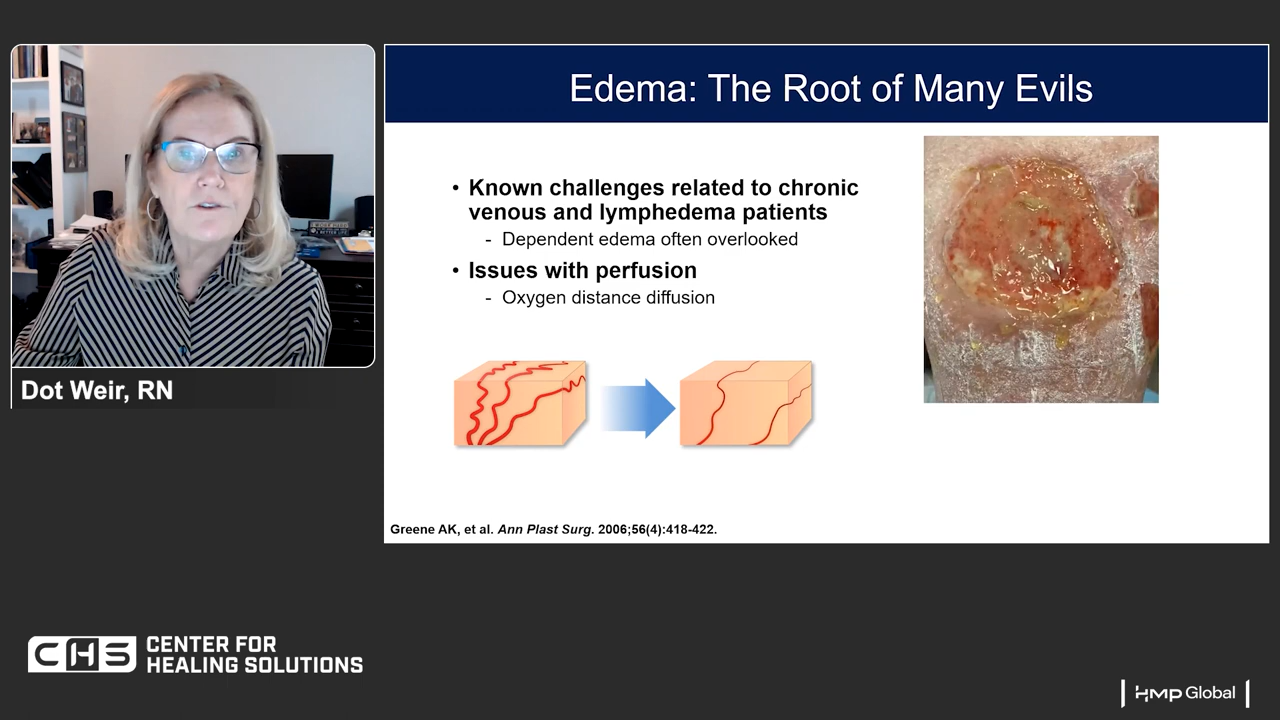 Edema: The Root of Many Evils
• Known challenges related to chronic
venous and lymphedema patients
- Dependent edema often overlooked
• Issues with perfusion
- Oxygen distance diffusion
Greene AK, et al. Ann Plast Surg. 2006;56(4):418-422.
Dot Weir, RN
CHS CENTER FOR
HEALING SOLUTIONS
HMP Global